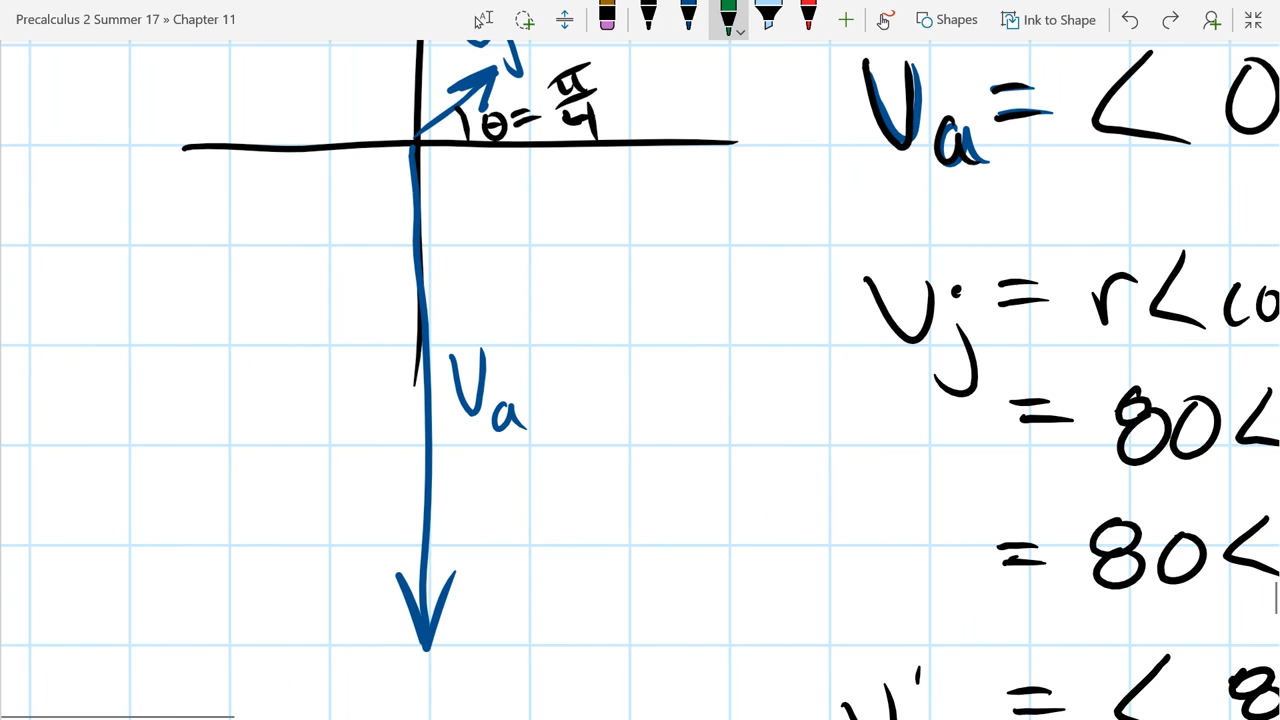 Precalculus 2 Summer 17 » Chapter 11
Shapes
Ink to Shape
θ = π/4
Va = < 0
Vj = r< co
= 80<
Va
= 80<
= < 8